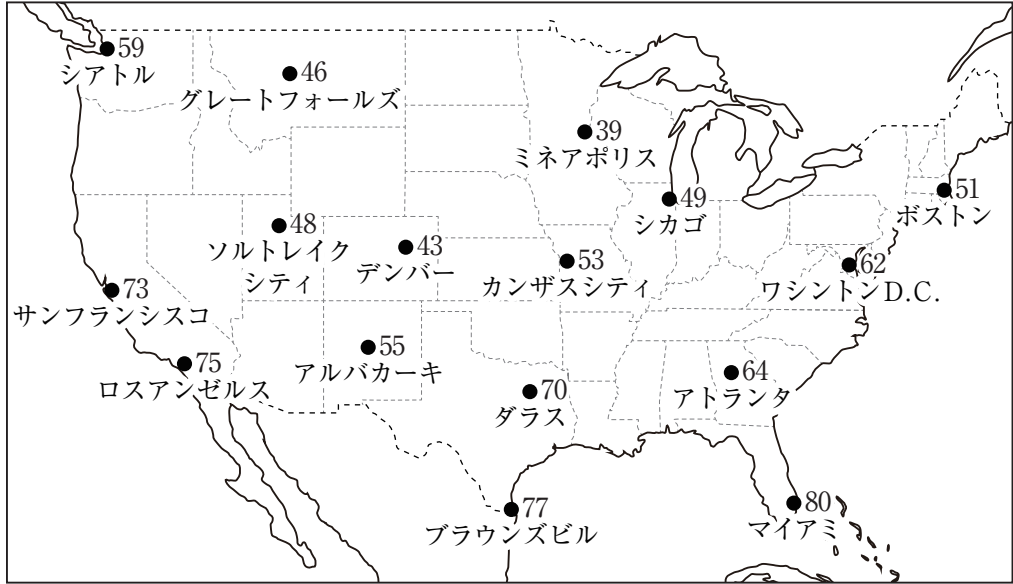 59
シアトル
46
グレートフォールズ
39
ミネアポリス
51
ボストン
49
シカゴ
48
ソルトレイク
シティ
43
デンバー
53
カンザスシティ
62
ワシントンD.C.
73
サンフランシスコ
75
ロスアンゼルス
55
アルバカーキ
70
ダラス
64
アトランタ
77
ブラウンズビル
80
マイアミ